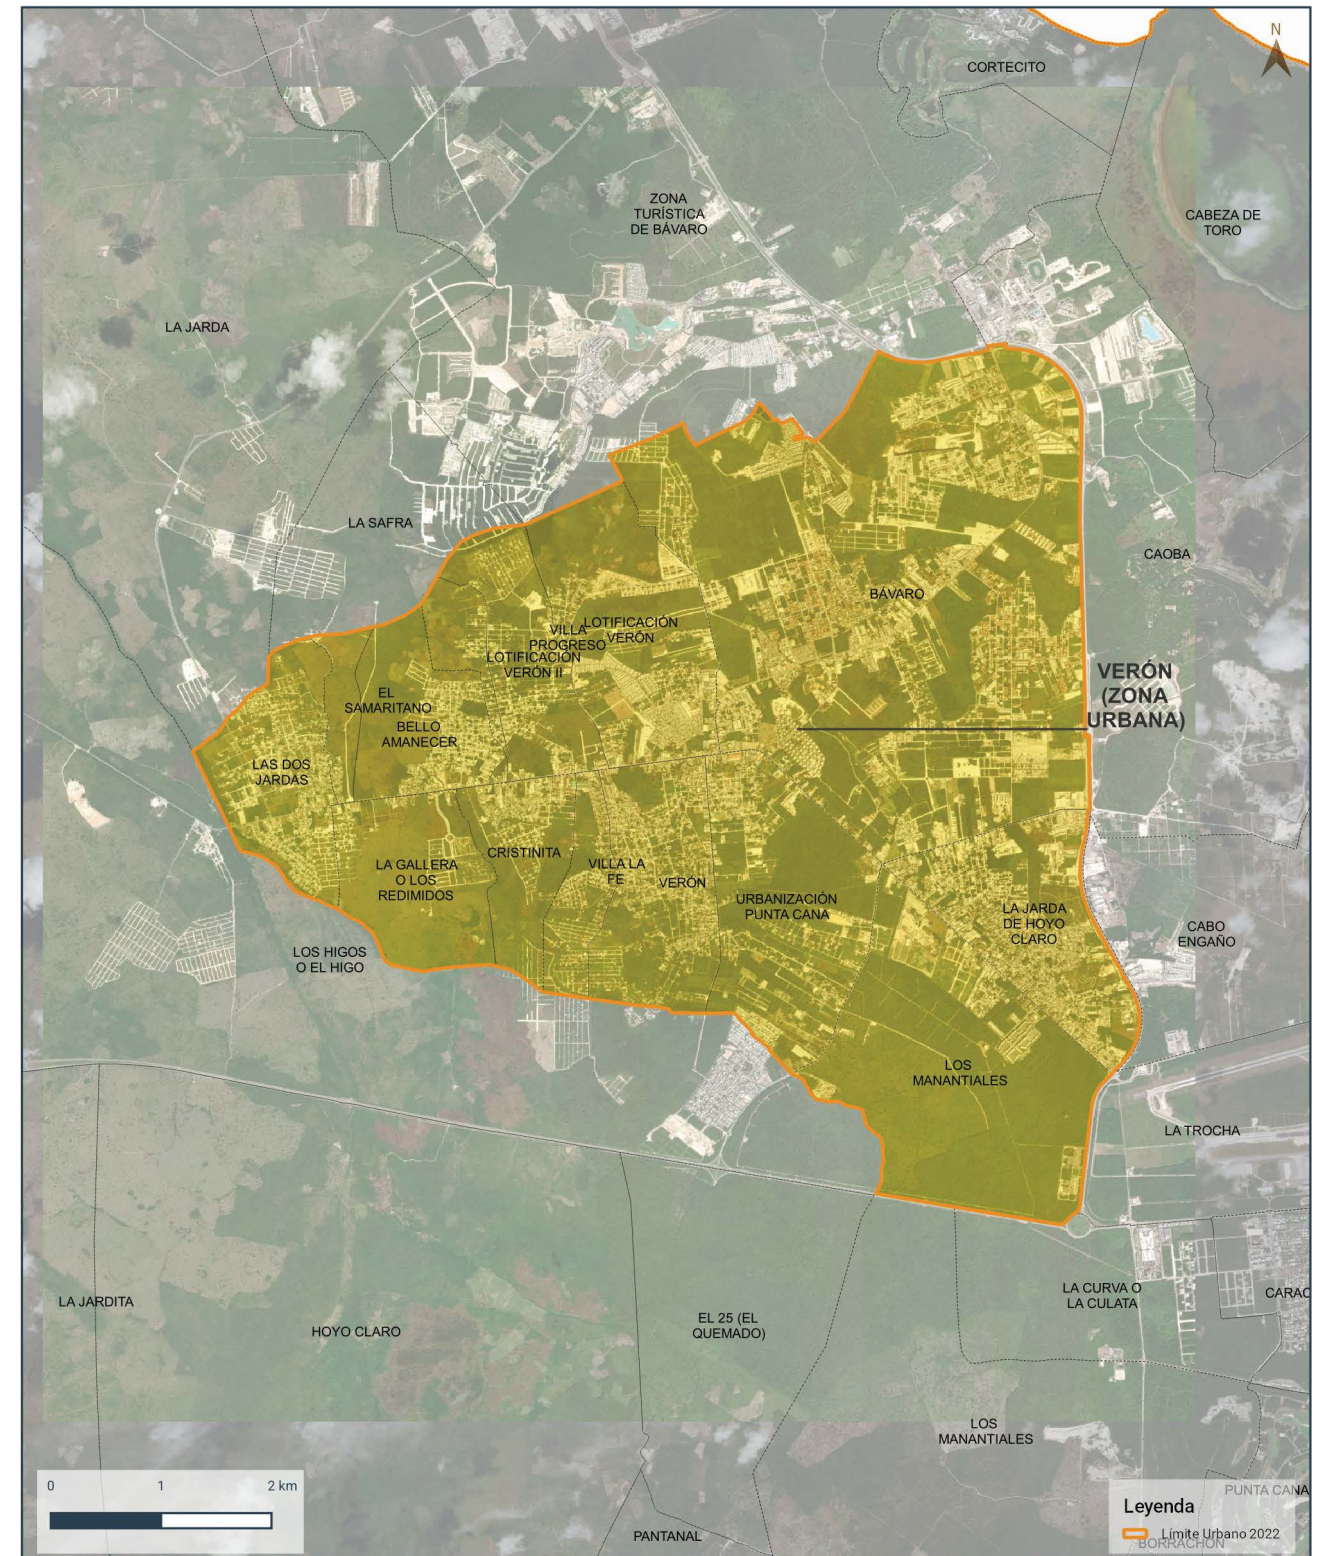 N
CORTECITO
ZONA
TURÍSTICA
DE BÁVARO
CABEZA DE
TORO
LA JARDA
LA SAFRA
CAOBA
BÁVARO
LOTIFICACIÓN
VERÓN
VILLA
PROGRESO
LOTIFICACIÓN
VERÓN II
VERÓN
(ZONA
URBANA)
EL
SAMARITANO
BELLO
AMANECER
LAS DOS
JARDAS
CRISTINITA
LA GALLERA
O LOS
REDIMIDOS
VILLA LA
FE
VERÓN
URBANIZACIÓN
PUNTA CANA
LA JARDA
DE HOYO
CLARO
CABO
ENGAÑO
LOS HIGOS
O EL HIGO
LOS
MANANTIALES
LA TROCHA
LA JARDITA
HOYO CLARO
EL 25 (EL
QUEMADO)
LA CURVA O
LA CULATA
CARAC
LOS
MANANTIALES
PUNTA CANA
0 1 2 km
Leyenda
Límite Urbano 2022
BORRACHON
PANTANAL